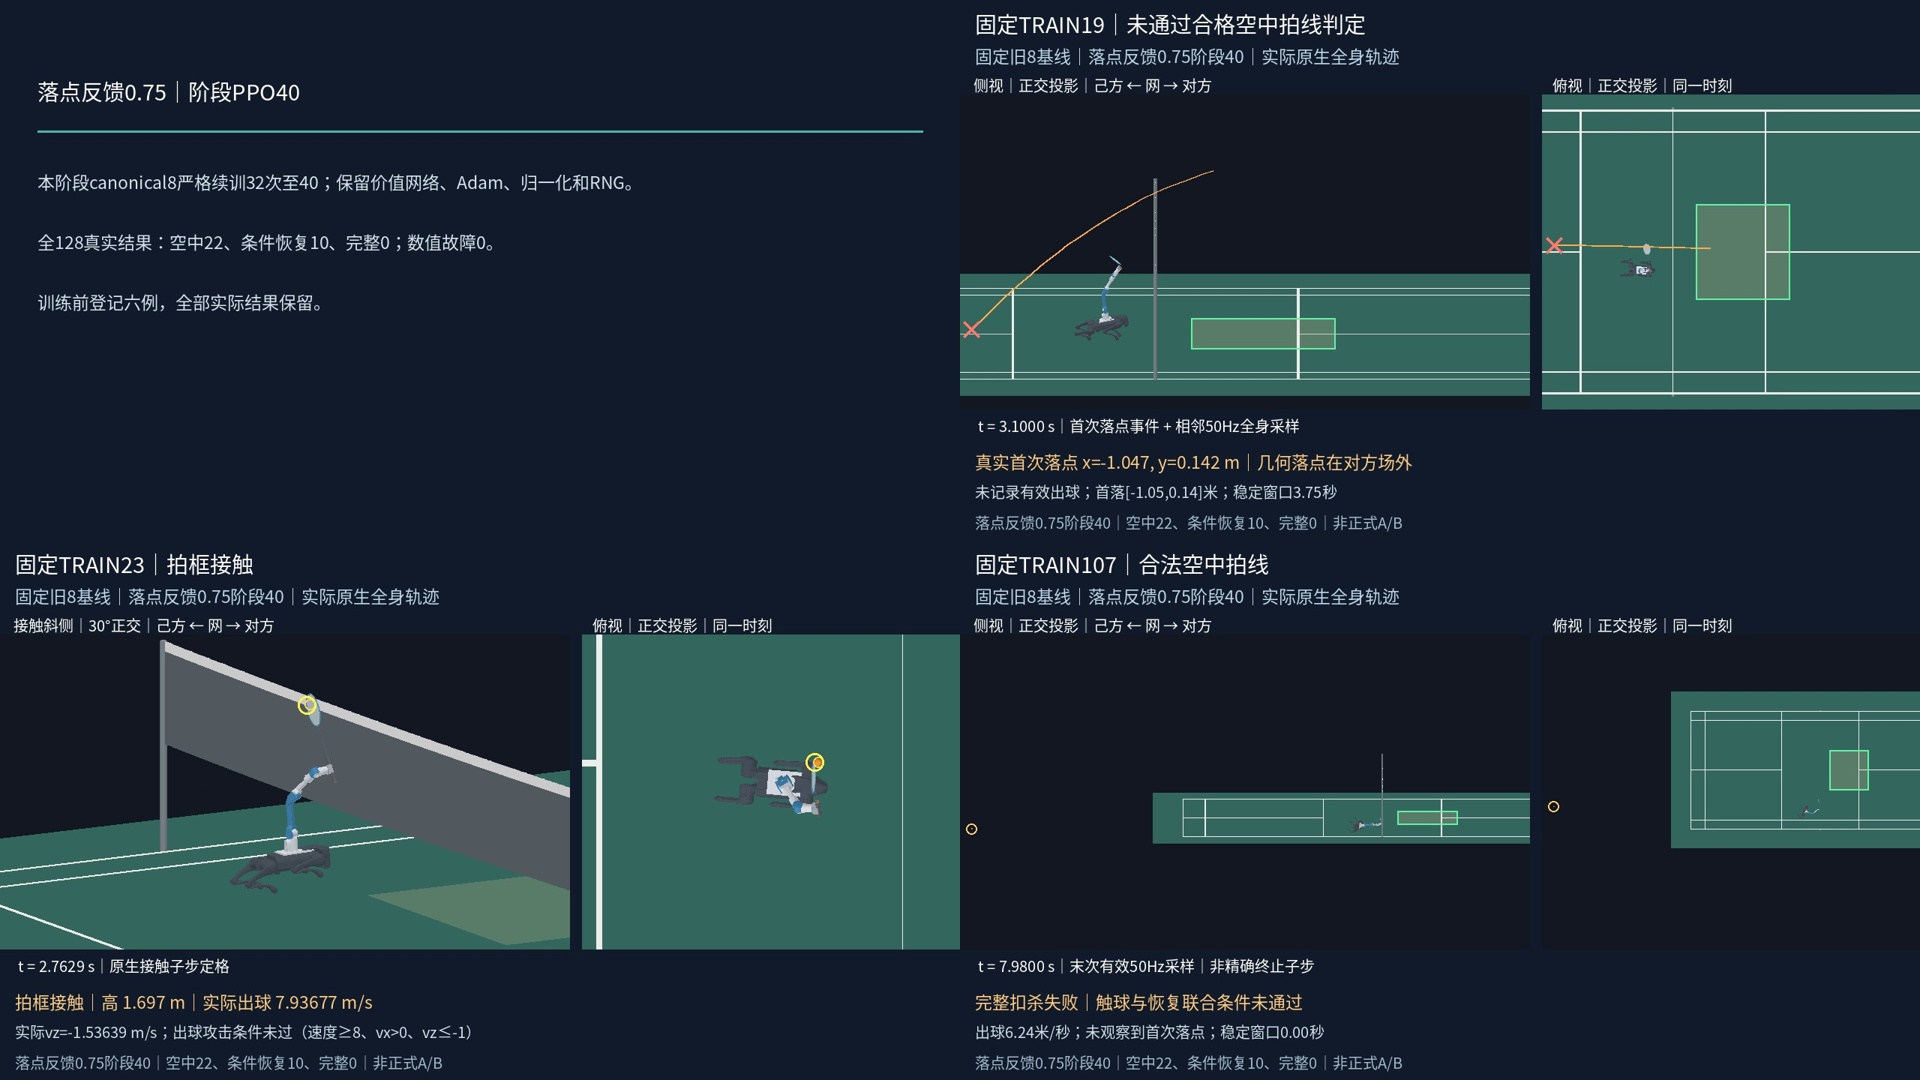 落点反馈0.75｜阶段PPO40
本阶段canonical8严格续训32次至40；保留价值网络、Adam、归一化和RNG。
全128真实结果：空中22、条件恢复10、完整0；数值故障0。
训练前登记六例，全部实际结果保留。
固定TRAIN19｜未通过合格空中拍线判定
固定旧8基线｜落点反馈0.75阶段40｜实际原生全身轨迹
侧视｜正交投影｜己方 ← 网 → 对方
俯视｜正交投影｜同一时刻
t = 3.1000 s｜首次落点事件 + 相邻50Hz全身采样
真实首次落点 x=-1.047, y=0.142 m｜几何落点在对方场外
未记录有效出球；首落[-1.05,0.14]米；稳定窗口3.75秒
落点反馈0.75阶段40｜空中22、条件恢复10、完整0｜非正式A/B
固定TRAIN23｜拍框接触
固定旧8基线｜落点反馈0.75阶段40｜实际原生全身轨迹
接触斜侧｜30°正交｜己方 ← 网 → 对方
俯视｜正交投影｜同一时刻
t = 2.7629 s｜原生接触子步定格
拍框接触｜高 1.697 m｜实际出球 7.93677 m/s
实际vz=-1.53639 m/s；出球攻击条件未过（速度≥8、vx>0、vz≤-1）
落点反馈0.75阶段40｜空中22、条件恢复10、完整0｜非正式A/B
固定TRAIN107｜合法空中拍线
固定旧8基线｜落点反馈0.75阶段40｜实际原生全身轨迹
侧视｜正交投影｜己方 ← 网 → 对方
俯视｜正交投影｜同一时刻
t = 7.9800 s｜末次有效50Hz采样｜非精确终止子步
完整扣杀失败｜触球与恢复联合条件未通过
出球6.24米/秒；未观察到首次落点；稳定窗口0.00秒
落点反馈0.75阶段40｜空中22、条件恢复10、完整0｜非正式A/B